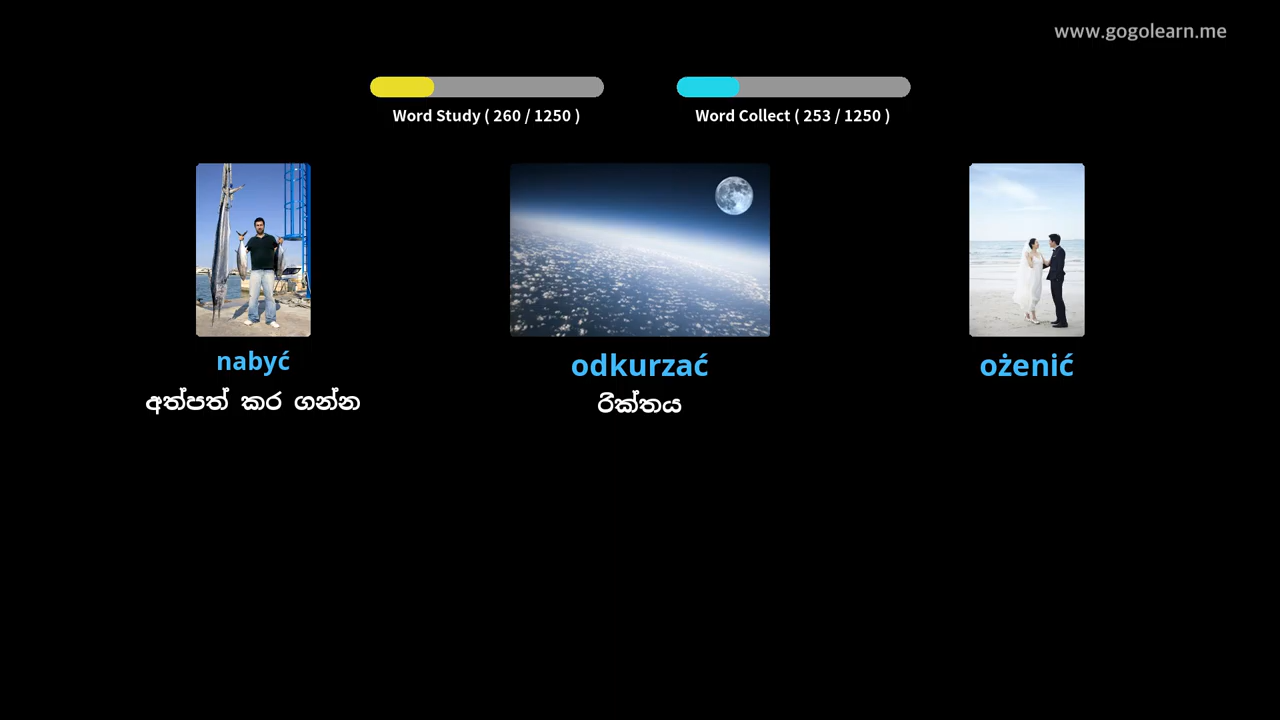 www.gogolearn.me
Word Study ( 260 / 1250 )
Word Collect ( 253 / 1250 )
nabyć
අත්පත් කර ගන්න
odkurzać
රික්තය
ożenić